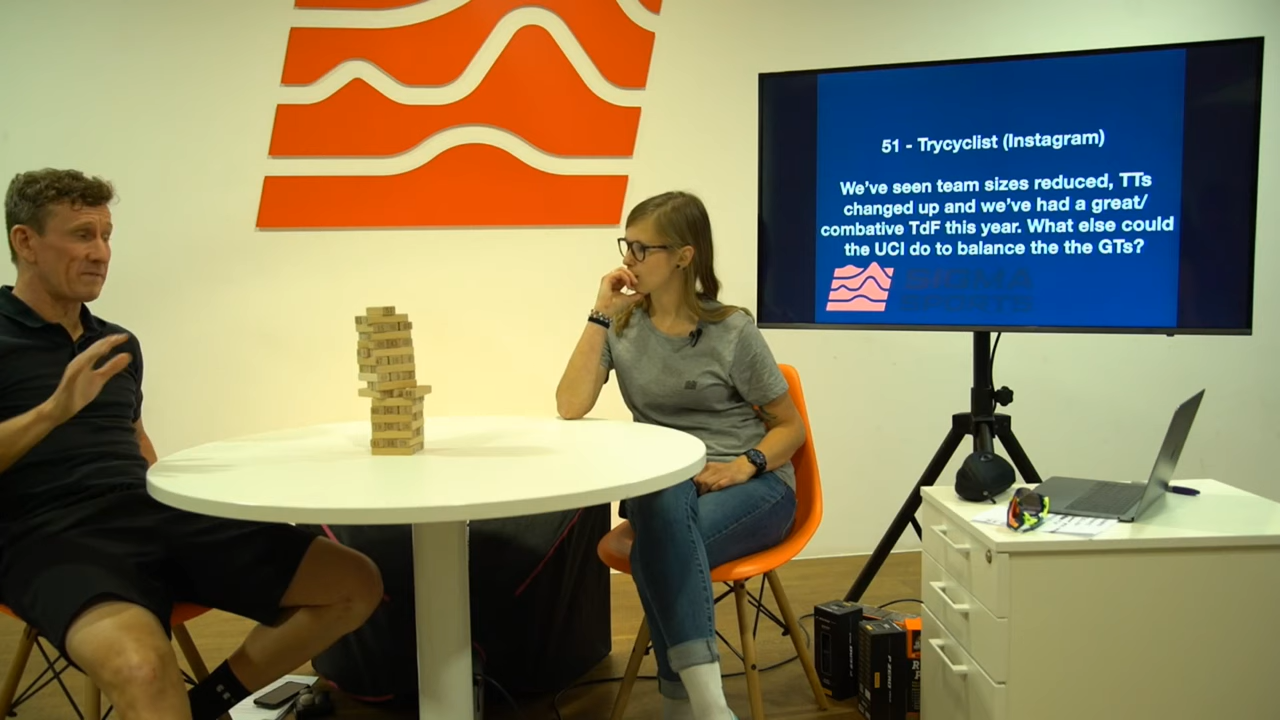 51 - Trycyclist (Instagram)
We've seen team sizes reduced, TTs
changed up and we've had a great/
combative TdF this year. What else could
the UCI do to balance the the GTs?
SIGMA
SPORTS